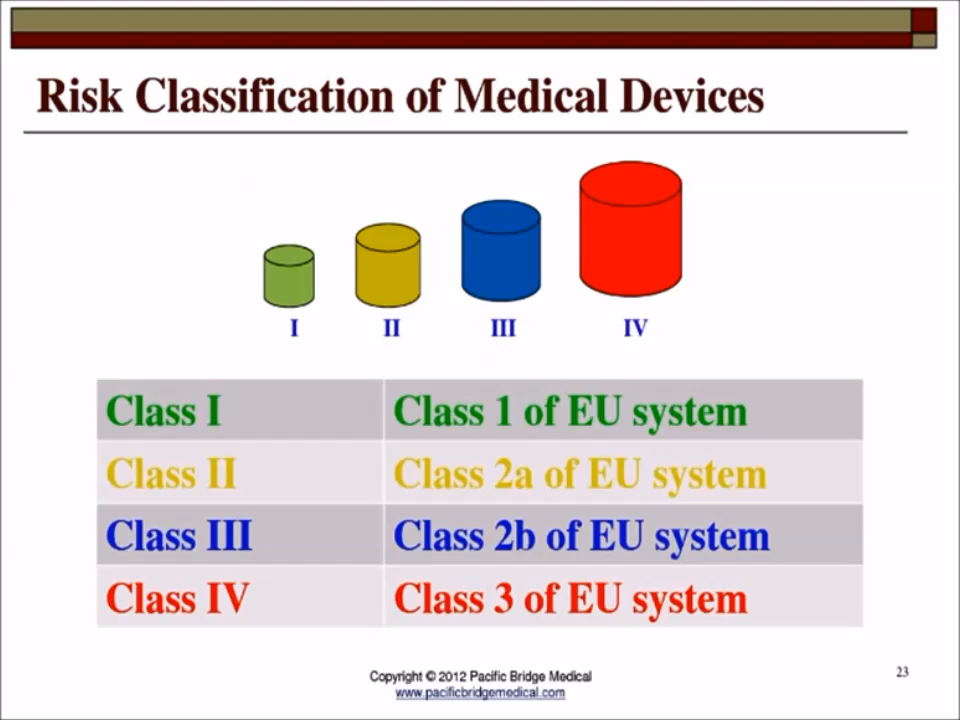 Risk Classification of Medical Devices
I II III IV
Class I Class 1 of EU system
Class II Class 2a of EU system
Class III Class 2b of EU system
Class IV Class 3 of EU system
Copyright © 2012 Pacific Bridge Medical
www.pacificbridgemedical.com
23